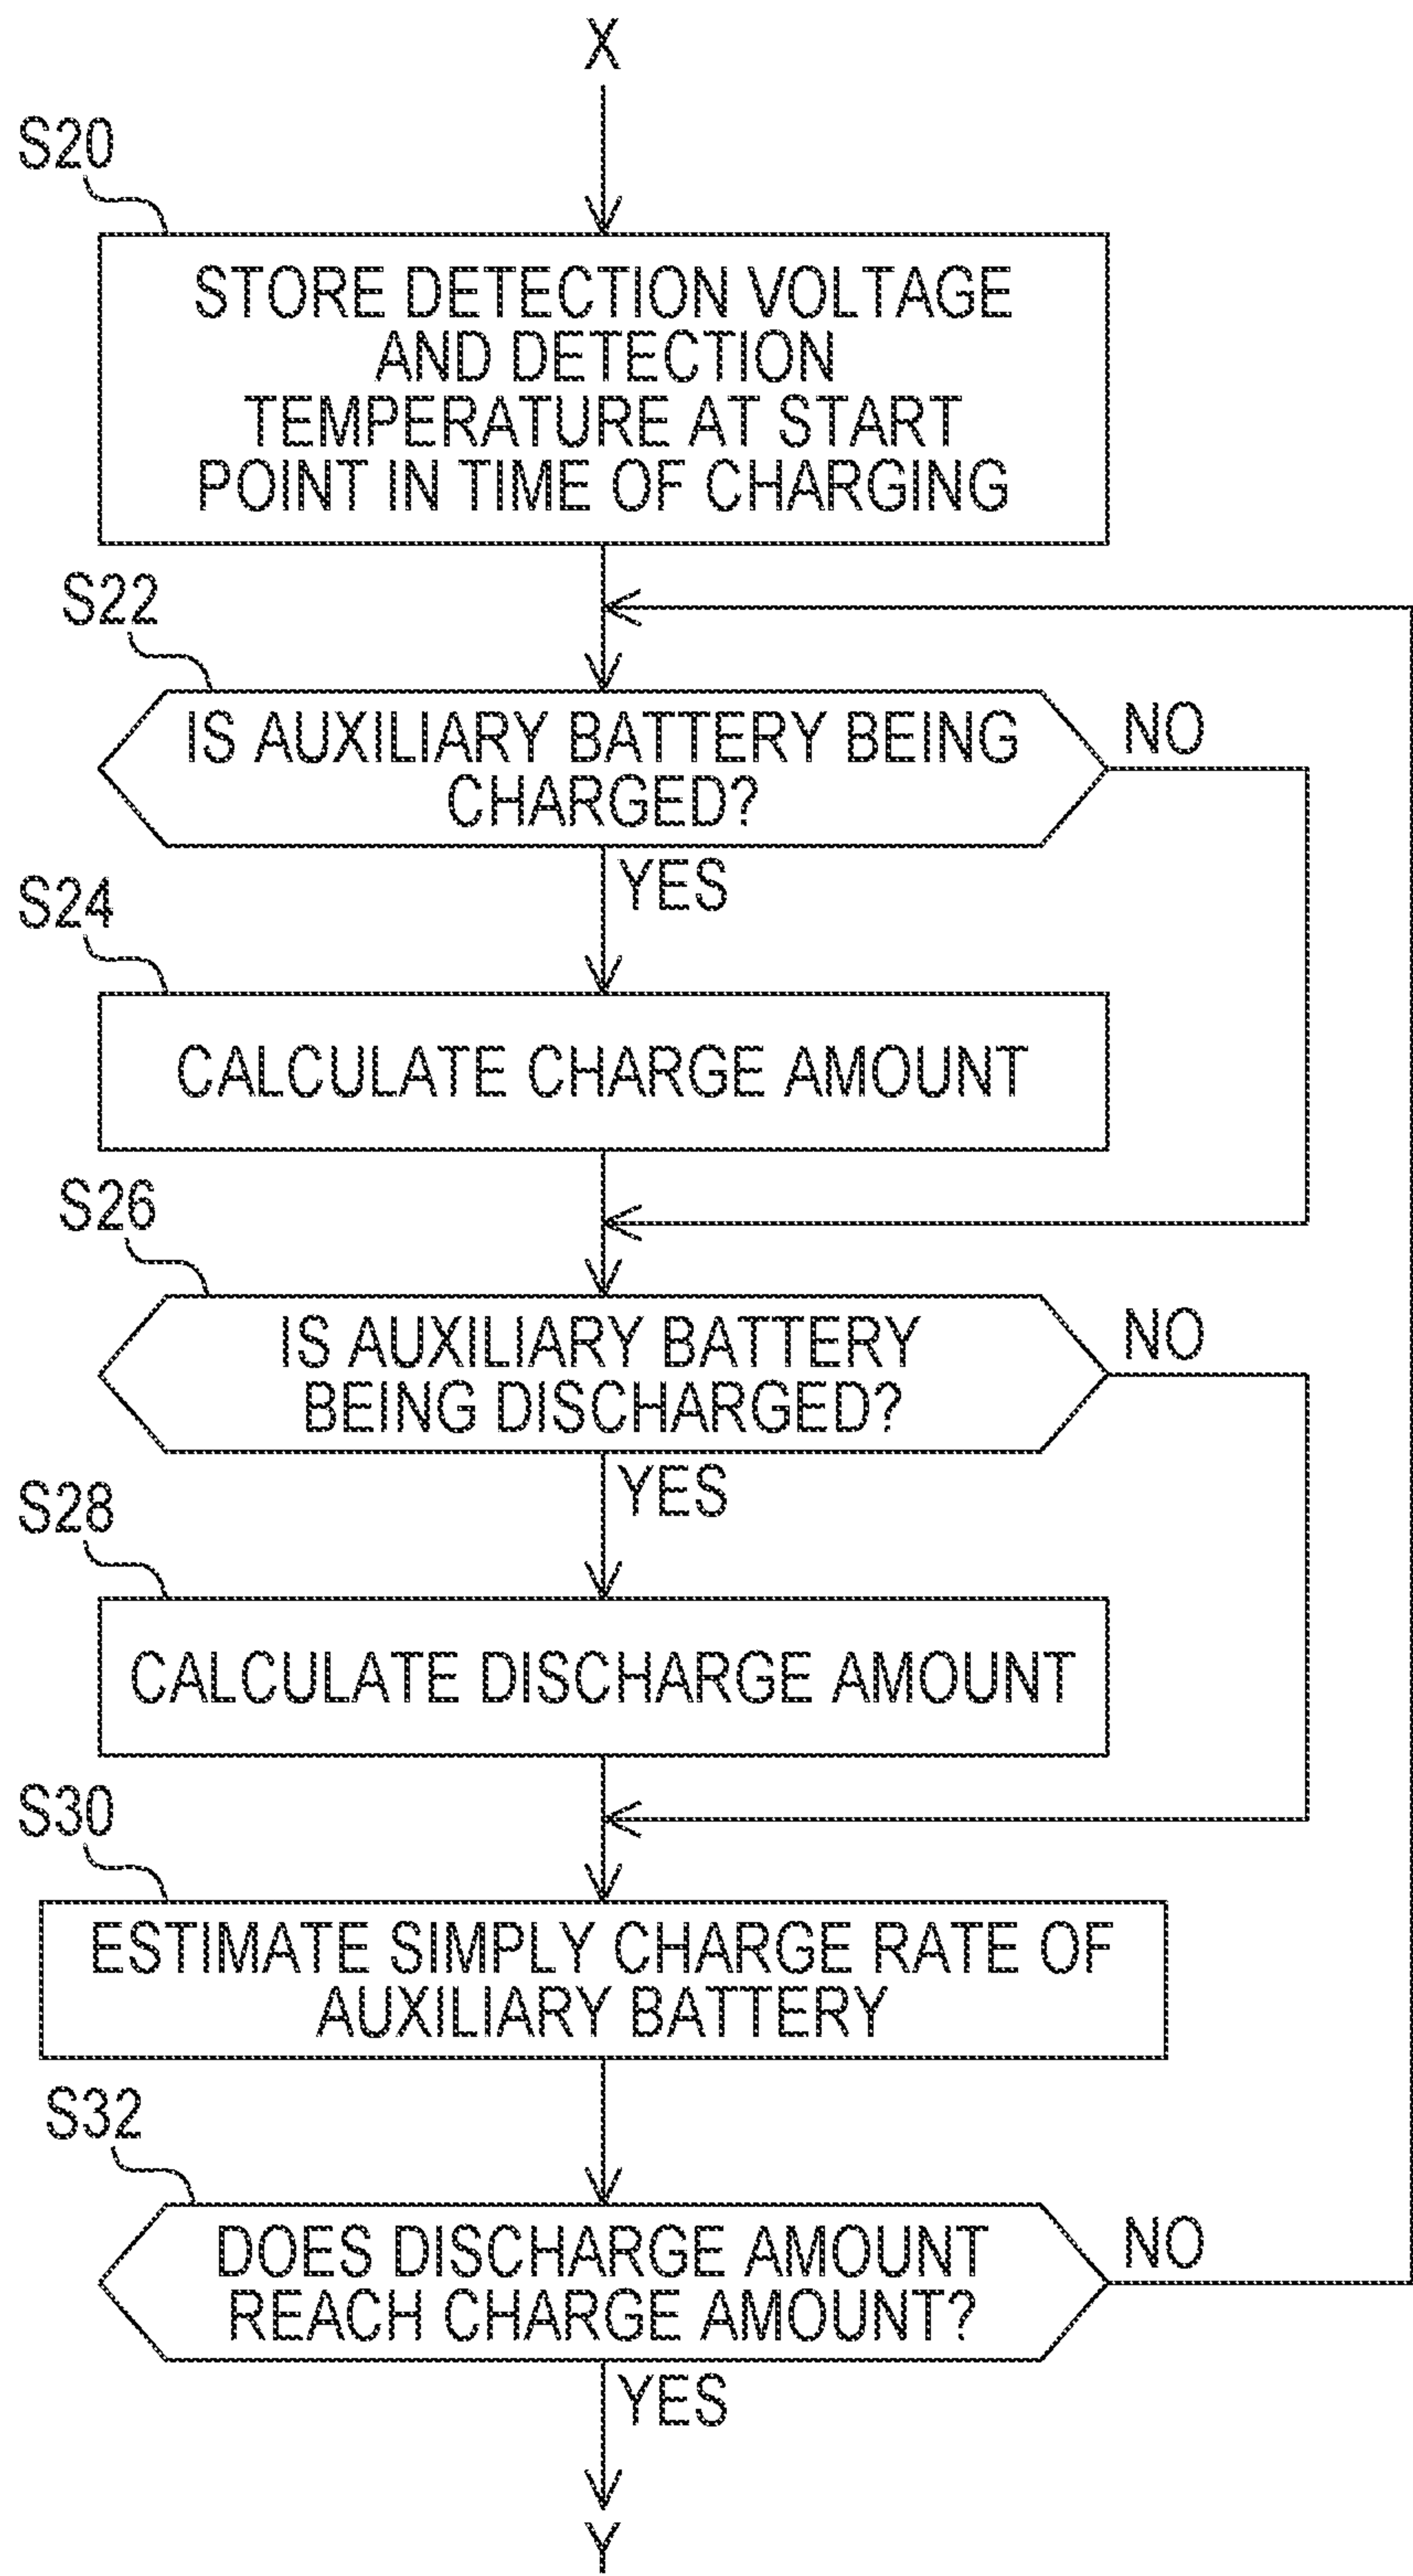 X
S20
STORE DETECTION VOLTAGE
AND DETECTION
TEMPERATURE AT START
POINT IN TIME OF CHARGING
S22
IS AUXILIARY BATTERY BEING
CHARGED?
NO
YES
S24
CALCULATE CHARGE AMOUNT
S26
IS AUXILIARY BATTERY
BEING DISCHARGED?
NO
YES
S28
CALCULATE DISCHARGE AMOUNT
S30
ESTIMATE SIMPLY CHARGE RATE OF
AUXILIARY BATTERY
S32
DOES DISCHARGE AMOUNT
REACH CHARGE AMOUNT?
NO
YES
Y